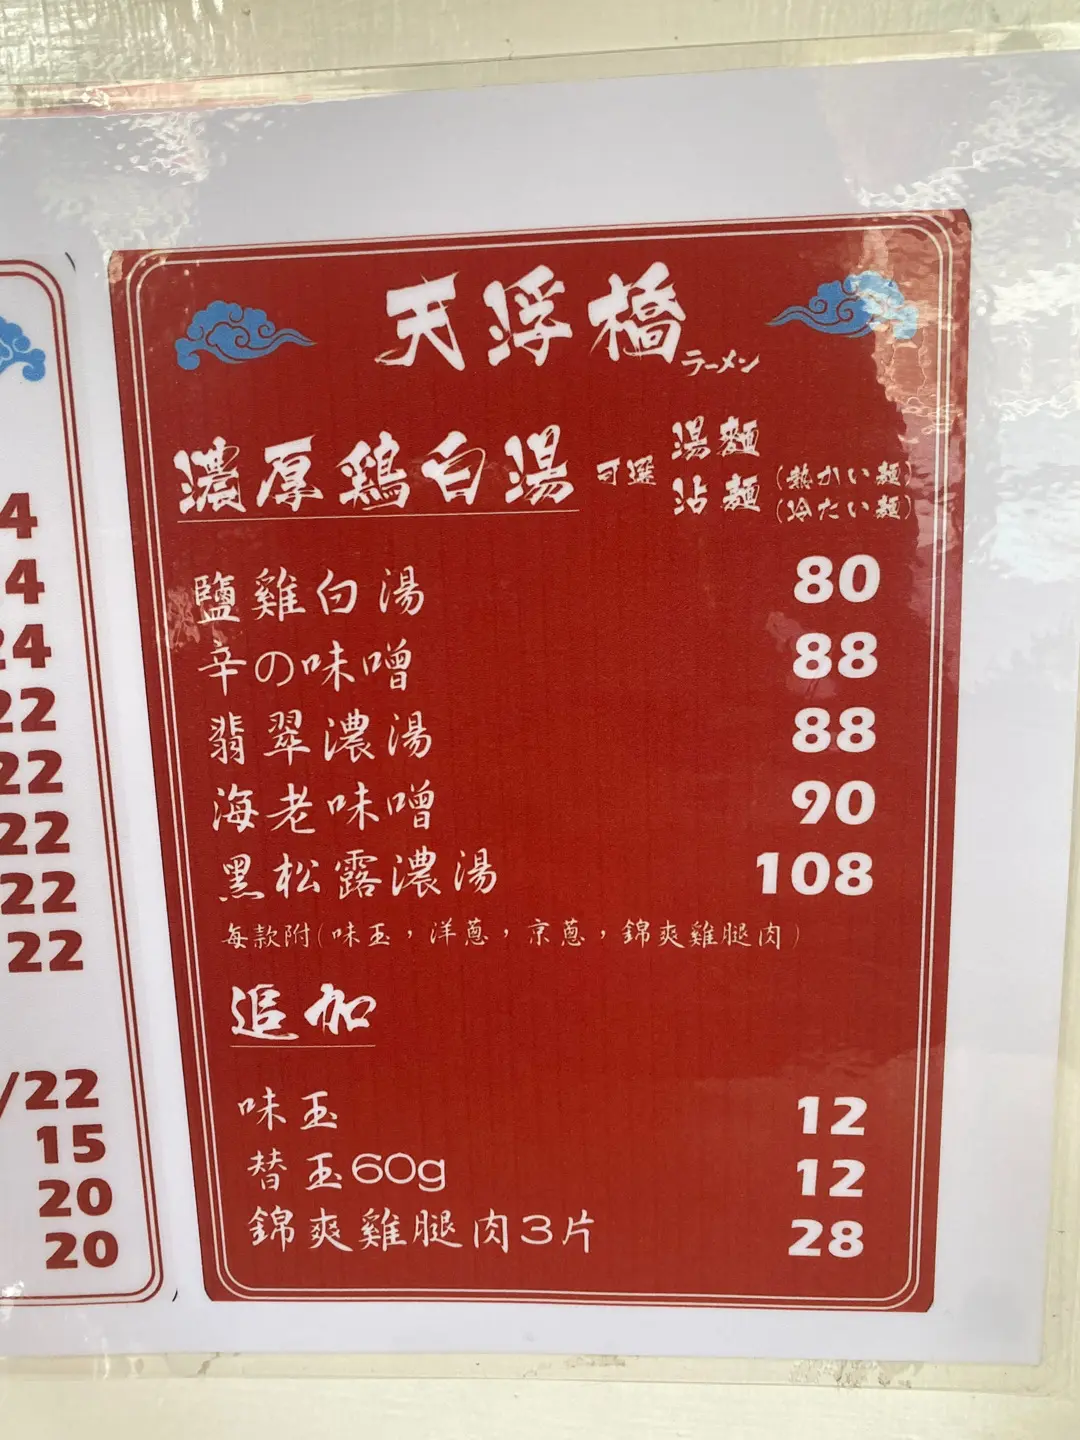 天浮橋
ラーメン
濃厚鶏白湯 可選 湯麵 (熱かい麵)
沾麵 (冷たい麵)
鹽雞白湯 80
辛の味噌 88
翡翠濃湯 88
海老味噌 90
黑松露濃湯 108
每款附(味玉，洋蔥，京蔥，錦爽雞腿肉)
追加
味玉 12
替玉60g 12
錦爽雞腿肉3片 28
4
4
24
22
22
22
22
22
/22
15
20
20